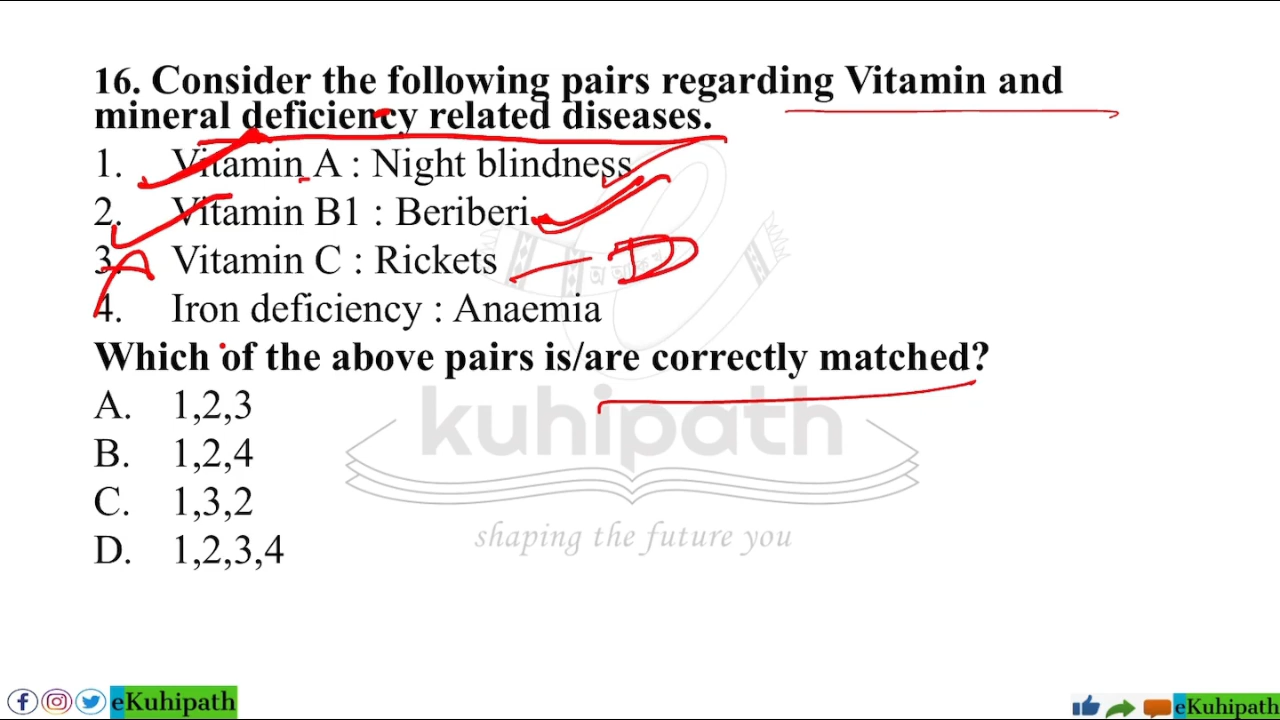 16. Consider the following pairs regarding Vitamin and
mineral deficiency related diseases.
1. Vitamin A : Night blindness
2. Vitamin B1 : Beriberi
3. Vitamin C : Rickets D
4. Iron deficiency : Anaemia
Which of the above pairs is/are correctly matched?
A. 1,2,3
B. 1,2,4
C. 1,3,2
D. 1,2,3,4
kuhipath
shaping the future you
eKuhipath
eKuhipath